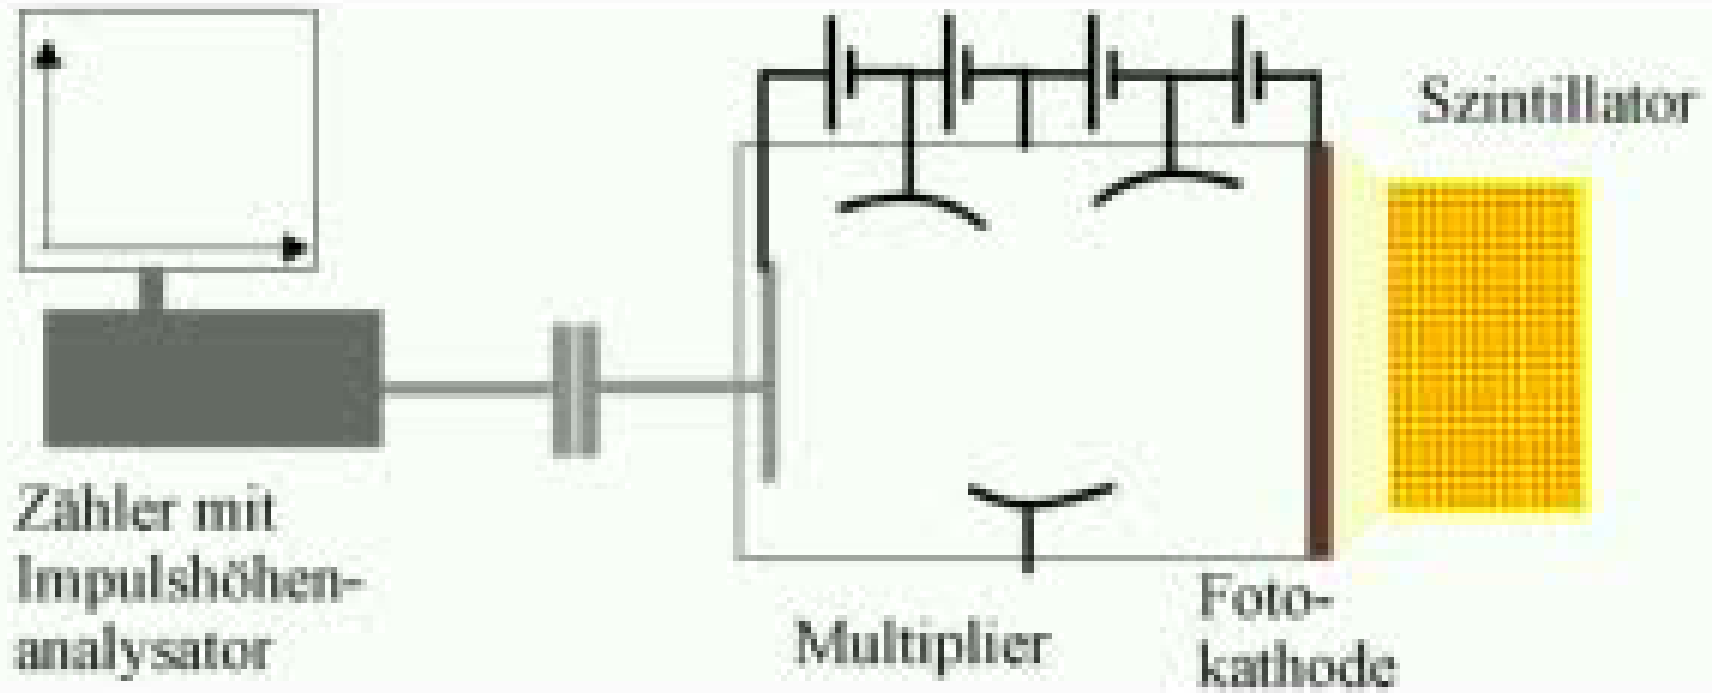 Szintillator
Zähler mit
Impulshöhen-
analysator
Multiplier
Foto-
kathode